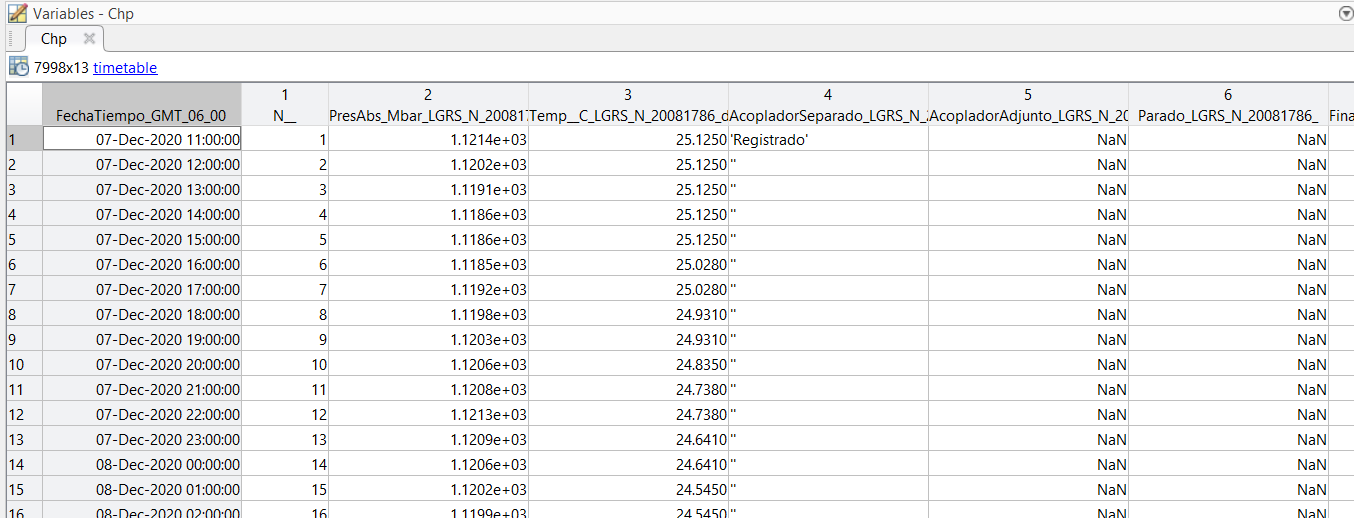 Variables - Chp
Chp
7998x13 timetable
1 2 3 4 5 6
FechaTiempo_GMT_06_00 N__ PresAbs_Mbar_LGRS_N_20081 Temp__C_LGRS_N_20081786_d AcopladorSeparado_LGRS_N_ AcopladorAdjunto_LGRS_N_20 Parado_LGRS_N_20081786_ Fina
1 07-Dec-2020 11:00:00 1 1.1214e+03 25.1250 'Registrado' NaN NaN
2 07-Dec-2020 12:00:00 2 1.1202e+03 25.1250 '' NaN NaN
3 07-Dec-2020 13:00:00 3 1.1191e+03 25.1250 '' NaN NaN
4 07-Dec-2020 14:00:00 4 1.1186e+03 25.1250 '' NaN NaN
5 07-Dec-2020 15:00:00 5 1.1186e+03 25.1250 '' NaN NaN
6 07-Dec-2020 16:00:00 6 1.1185e+03 25.0280 '' NaN NaN
7 07-Dec-2020 17:00:00 7 1.1192e+03 25.0280 '' NaN NaN
8 07-Dec-2020 18:00:00 8 1.1198e+03 24.9310 '' NaN NaN
9 07-Dec-2020 19:00:00 9 1.1203e+03 24.9310 '' NaN NaN
10 07-Dec-2020 20:00:00 10 1.1206e+03 24.8350 '' NaN NaN
11 07-Dec-2020 21:00:00 11 1.1208e+03 24.7380 '' NaN NaN
12 07-Dec-2020 22:00:00 12 1.1213e+03 24.7380 '' NaN NaN
13 07-Dec-2020 23:00:00 13 1.1209e+03 24.6410 '' NaN NaN
14 08-Dec-2020 00:00:00 14 1.1206e+03 24.6410 '' NaN NaN
15 08-Dec-2020 01:00:00 15 1.1202e+03 24.5450 '' NaN NaN
16 08-Dec-2020 02:00:00 16 1.1199e+03 24.5450 '' NaN NaN